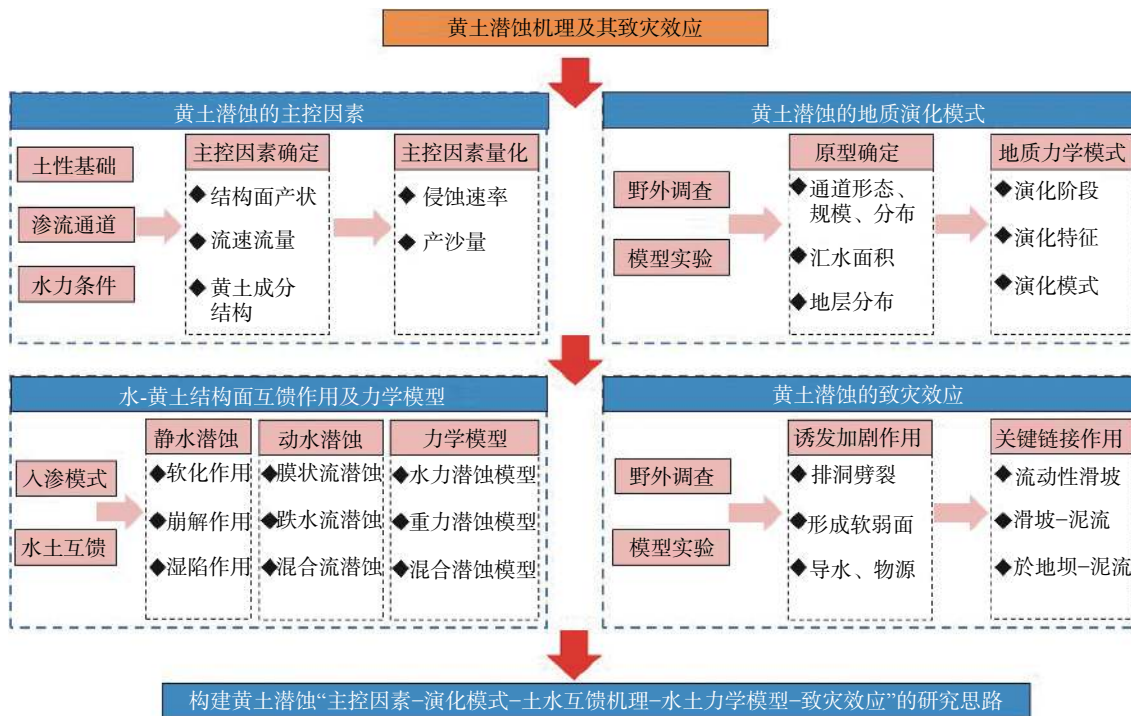 黄土潜蚀机理及其致灾效应
黄土潜蚀的主控因素
土性基础
渗流通道
水力条件
主控因素确定
◆结构面产状
◆流速流量
◆黄土成分
结构
主控因素量化
◆侵蚀速率
◆产沙量
黄土潜蚀的地质演化模式
野外调查
模型实验
原型确定
◆通道形态、
规模、分布
◆汇水面积
◆地层分布
地质力学模式
◆演化阶段
◆演化特征
◆演化模式
水-黄土结构面互馈作用及力学模型
入渗模式
水土互馈
静水潜蚀
◆软化作用
◆崩解作用
◆湿陷作用
动水潜蚀
◆膜状流潜蚀
◆跌水流潜蚀
◆混合流潜蚀
力学模型
◆水力潜蚀模型
◆重力潜蚀模型
◆混合潜蚀模型
黄土潜蚀的致灾效应
野外调查
模型实验
诱发加剧作用
◆排洞劈裂
◆形成软弱面
◆导水、物源
关键链接作用
◆流动性滑坡
◆滑坡–泥流
◆於地坝–泥流
构建黄土潜蚀“主控因素–演化模式–土水互馈机理–水土力学模型–致灾效应”的研究思路